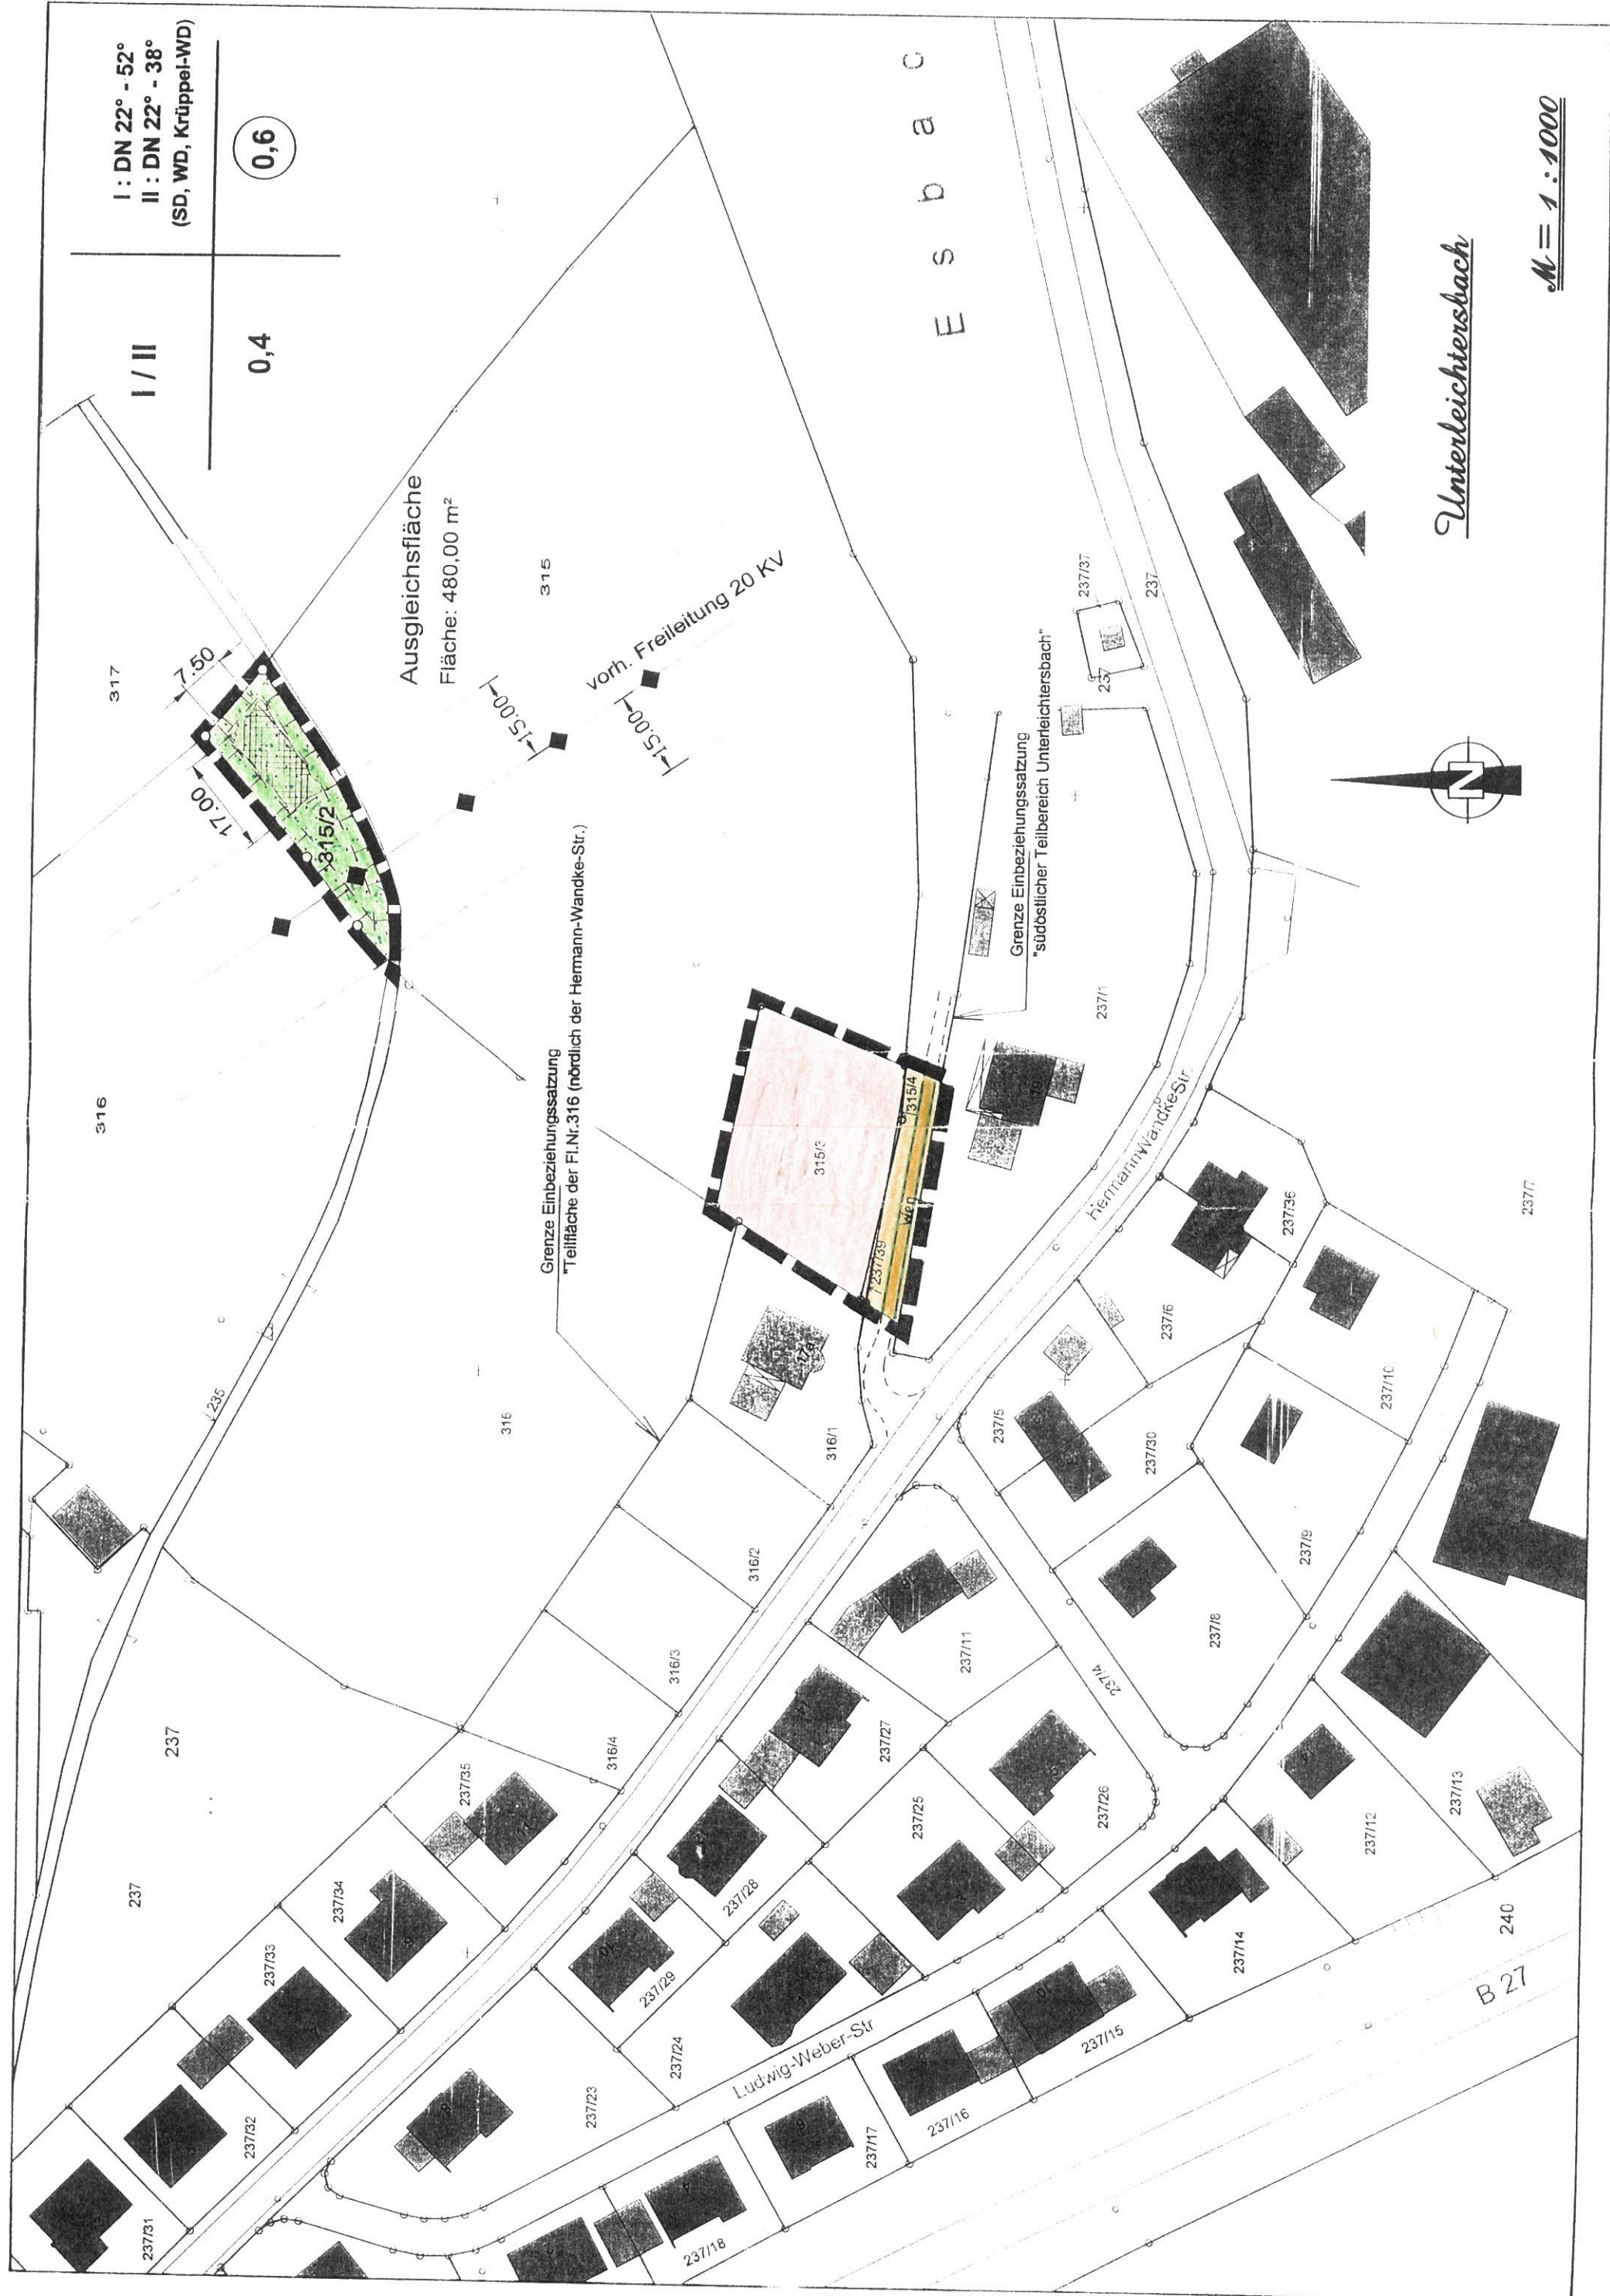 I / II
I : DN 22° - 52°
II : DN 22° - 38°
(SD, WD, Krüppel-WD)
0,4
0,6
317
7.50
17.00
315/2
Ausgleichsfläche
Fläche: 480,00 m²
315
15.00
15.00
vorh. Freileitung 20 KV
316
235
316
237
237
Grenze Einbeziehungssatzung
"Teilfläche der Fl.Nr.316 (nördlich der Hermann-Wandke-Str.)
315/3
315/4
237/39
Weg
Grenze Einbeziehungssatzung
"südöstlicher Teilbereich Unterleichtersbach"
E s b a c
237/37
237
237
237/1
Hermann-Wandke-Str.
316/1
316/2
316/3
316/4
237/35
237/34
237/33
237/32
237/31
237/36
237/6
237/5
237/30
237/10
237/9
237/8
237/7
237/4
237/11
237/27
237/28
237/29
237/25
237/26
237/24
237/23
237/12
237/13
237/14
237/15
237/16
237/17
237/18
Ludwig-Weber-Str
240
B 27
N
Unterleichtersbach
M = 1 : 1000